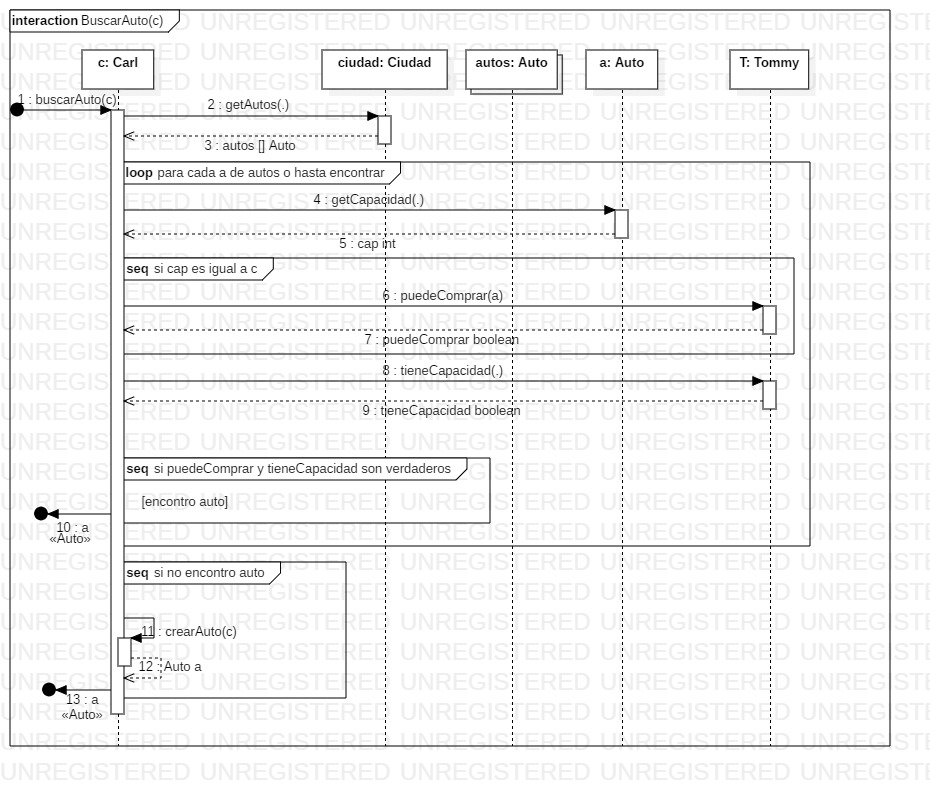 interaction BuscarAuto(c)
c: Carl
ciudad: Ciudad
autos: Auto
a: Auto
T: Tommy
1 : buscarAuto(c)
2 : getAutos(.)
3 : autos [] Auto
loop para cada a de autos o hasta encontrar
4 : getCapacidad(.)
5 : cap int
seq si cap es igual a c
6 : puedeComprar(a)
7 : puedeComprar boolean
8 : tieneCapacidad(.)
9 : tieneCapacidad boolean
seq si puedeComprar y tieneCapacidad son verdaderos
[encontro auto]
10 : a
«Auto»
seq si no encontro auto
11 : crearAuto(c)
12 : Auto a
13 : a
«Auto»
UNREGISTERED UNREGISTERED UNREGISTERED UNREGISTERED UNREGISTERED